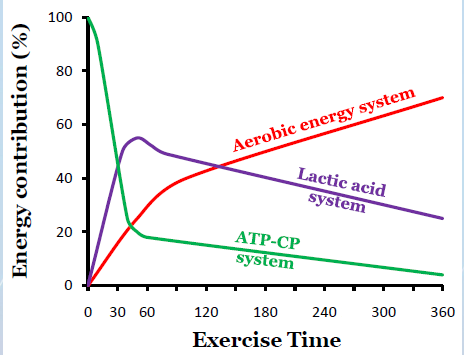 Energy contribution (%)
100
80
60
40
20
0
Aerobic energy system
Lactic acid
system
ATP-CP
system
0 30 60 120 180 240 300 360
Exercise Time